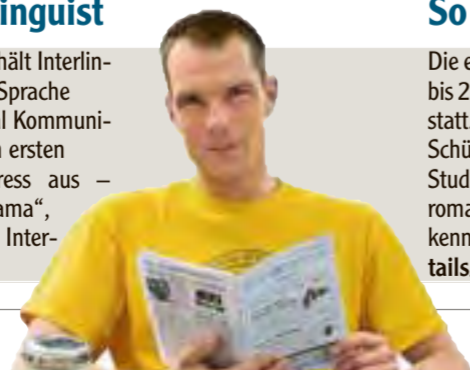 inguist
hält Interlin-
Sprache
l Kommuni-
ersten
ress aus –
ama“,
Inter-
So
Die e
bis 2
statt
Schü
Stud
roma
kenn
tails